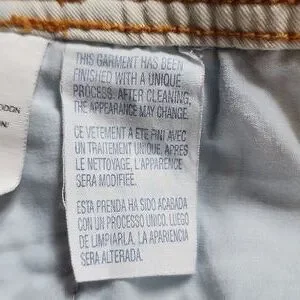 THIS GARMENT HAS BEEN
FINISHED WITH A UNIQUE
PROCESS. AFTER CLEANING,
THE APPEARANCE MAY CHANGE.
CE VETEMENT A ETE FINI AVEC
UN TRAITEMENT UNIQUE. APRES
LE NETTOYAGE, L'APPARENCE
SERA MODIFIEE.
ESTA PRENDA HA SIDO ACABADA
CON UN PROCESO UNICO. LUEGO
DE LIMPIARLA, LA APARIENCIA
SERA ALTERADA.